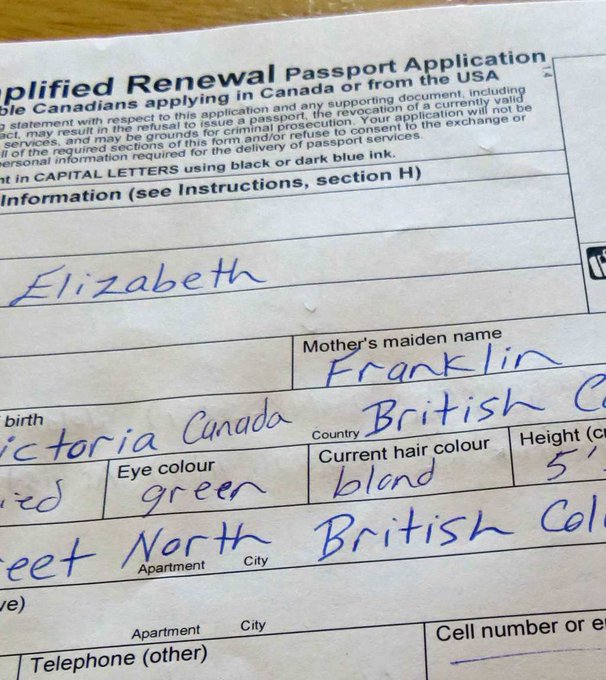 plified Renewal Passport Application
ble Canadians applying in Canada or from the USA
g statement with respect to this application and any supporting document, including
act, may result in the refusal to issue a passport, the revocation of a currently valid
services, and may be grounds for criminal prosecution. Your application will not be
ll of the required sections of this form and/or refuse to consent to the exchange or
personal information required for the delivery of passport services.
nt in CAPITAL LETTERS using black or dark blue ink.
Information (see Instructions, section H)
Elizabeth
Mother's maiden name
Franklin
birth
ictoria Canada
Country British C
Eye colour
Current hair colour
Height (c
ied
green
blond
5'
eet North British Col
Apartment City
ve)
Apartment City
Telephone (other)
Cell number or e